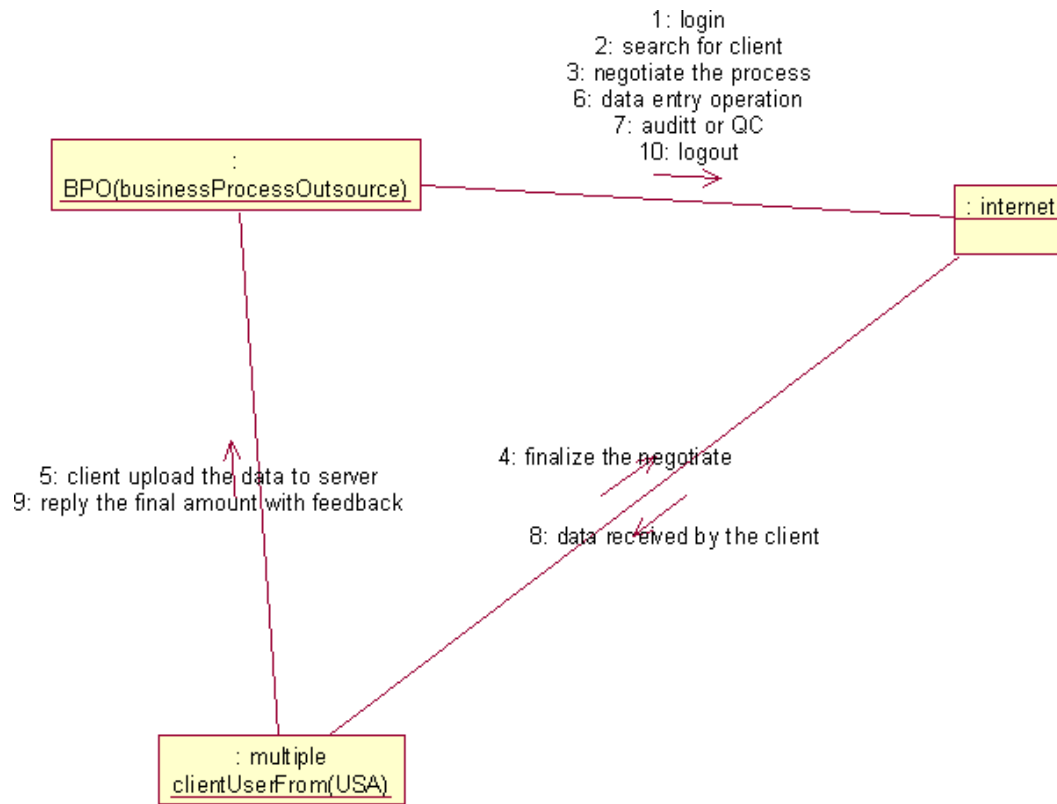 1: login
2: search for client
3: negotiate the process
6: data entry operation
7: auditt or QC
10: logout
:
BPO(businessProcessOutsource)
: internet
4: finalize the negotiate
5: client upload the data to server
9: reply the final amount with feedback
8: data received by the client
: multiple
clientUserFrom(USA)